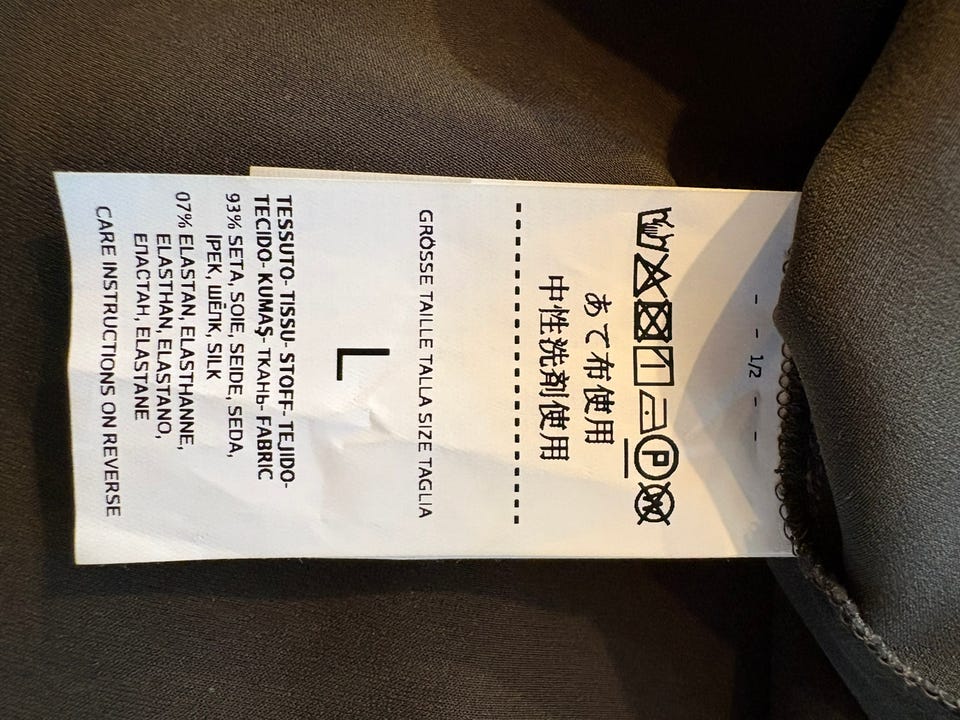 - - 1/2 - -
P W
あて布使用
中性洗剤使用
GRÖSSE TAILLE TALLA SIZE TAGLIA
L
TESSUTO- TISSU- STOFF- TEJIDO-
TECIDO- KUMAŞ- ТКАНЬ- FABRIC
93% SETA, SOIE, SEIDE, SEDA,
IPEK, ШЁЛК, SILK
07% ELASTAN, ELASTHANNE,
ELASTHAN, ELASTANO,
ЕПАСТАН, ELASTANE
CARE INSTRUCTIONS ON REVERSE